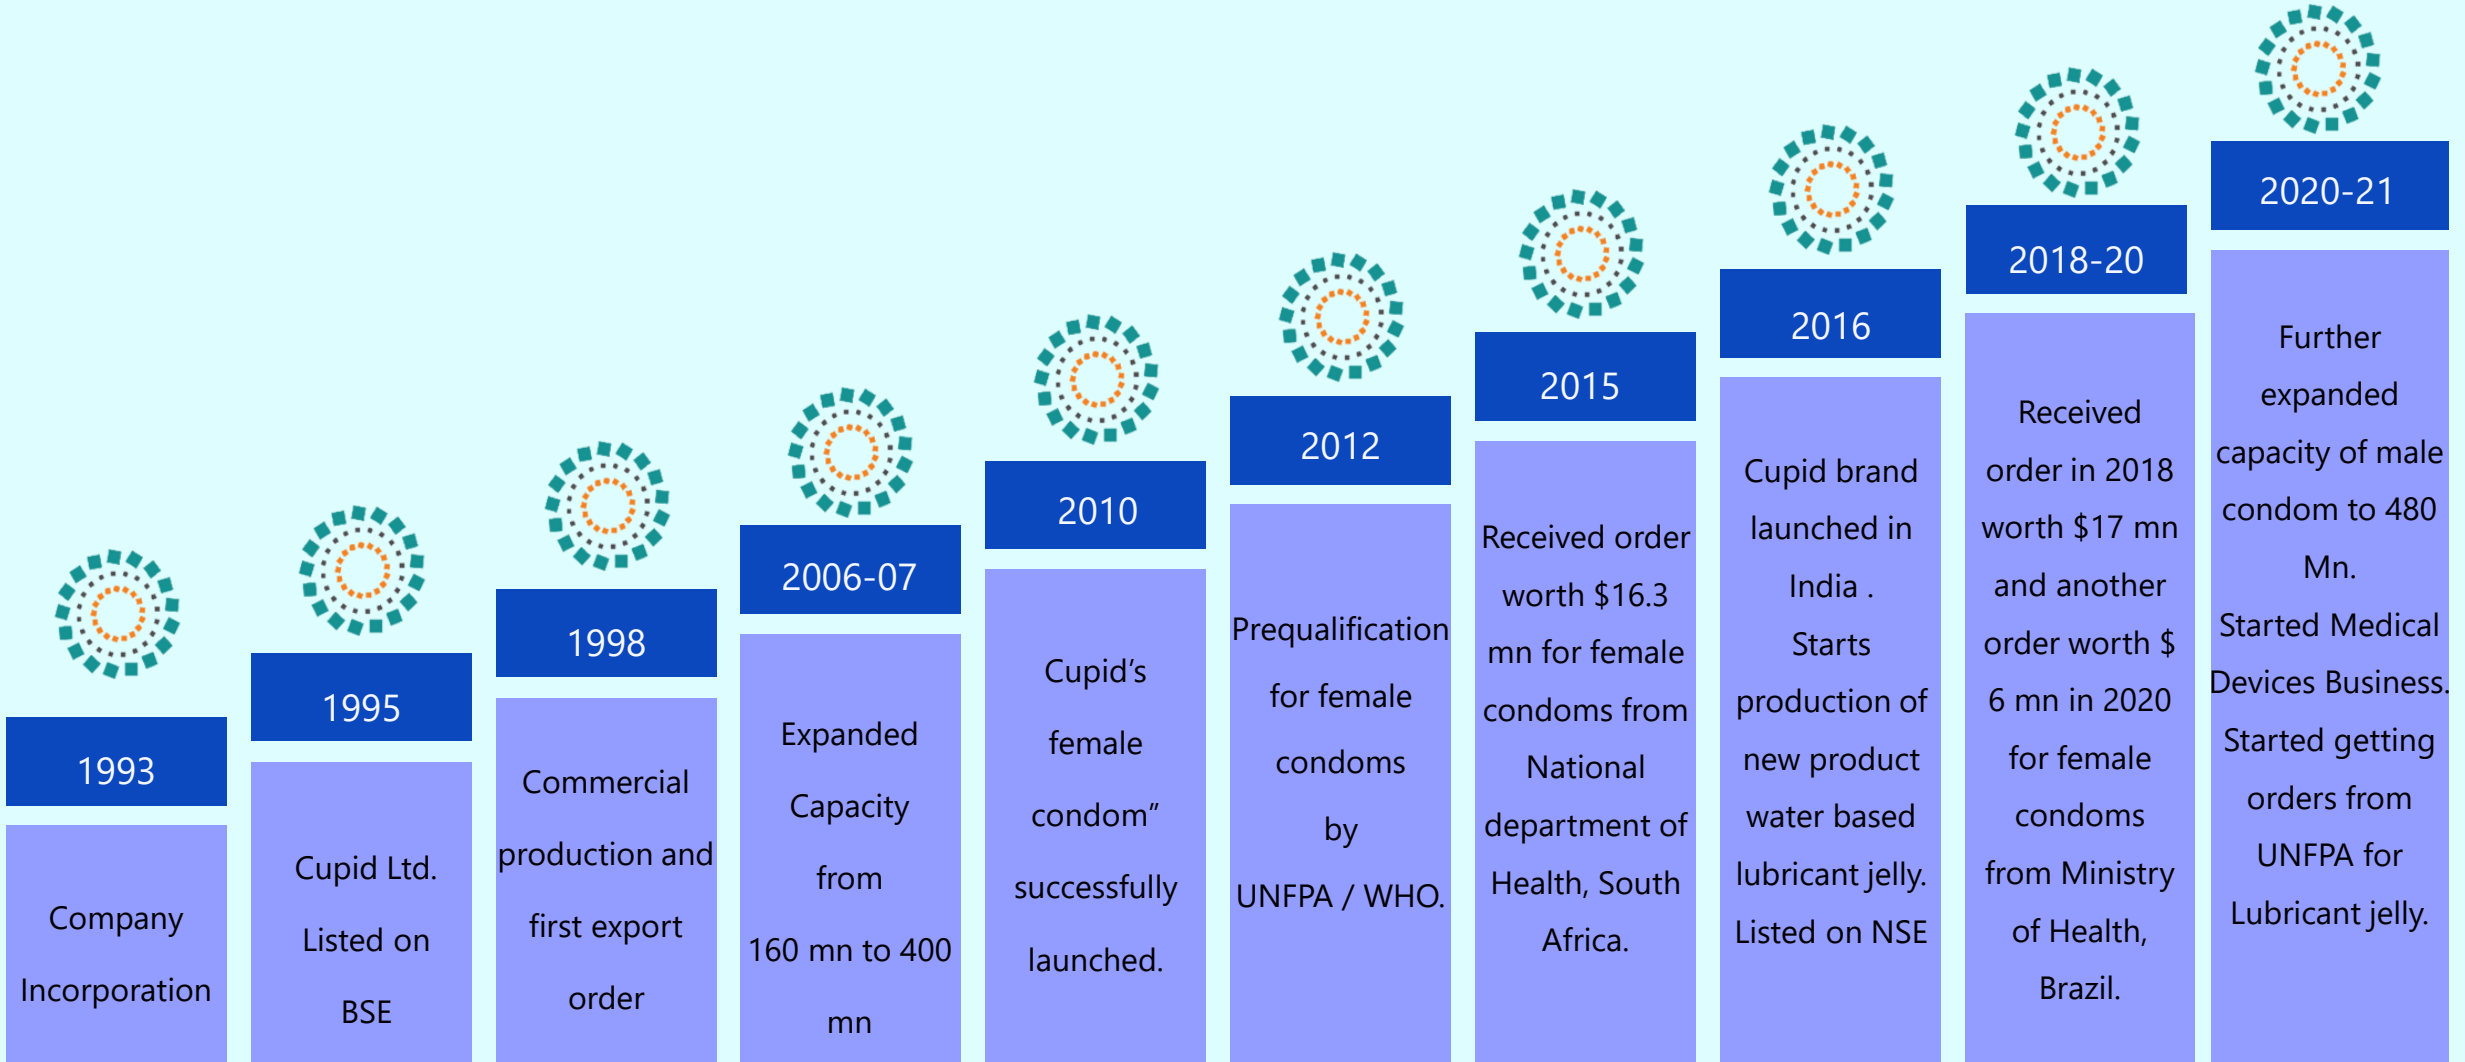 1993
Company
Incorporation
1995
Cupid Ltd.
Listed on
BSE
1998
Commercial
production and
first export
order
2006-07
Expanded
Capacity
from
160 mn to 400
mn
2010
Cupid’s
female
condom”
successfully
launched.
2012
Prequalification
for female
condoms
by
UNFPA / WHO.
2015
Received order
worth $16.3
mn for female
condoms from
National
department of
Health, South
Africa.
2016
Cupid brand
launched in
India .
Starts
production of
new product
water based
lubricant jelly.
Listed on NSE
2018-20
Received
order in 2018
worth $17 mn
and another
order worth $
6 mn in 2020
for female
condoms
from Ministry
of Health,
Brazil.
2020-21
Further
expanded
capacity of male
condom to 480
Mn.
Started Medical
Devices Business.
Started getting
orders from
UNFPA for
Lubricant jelly.